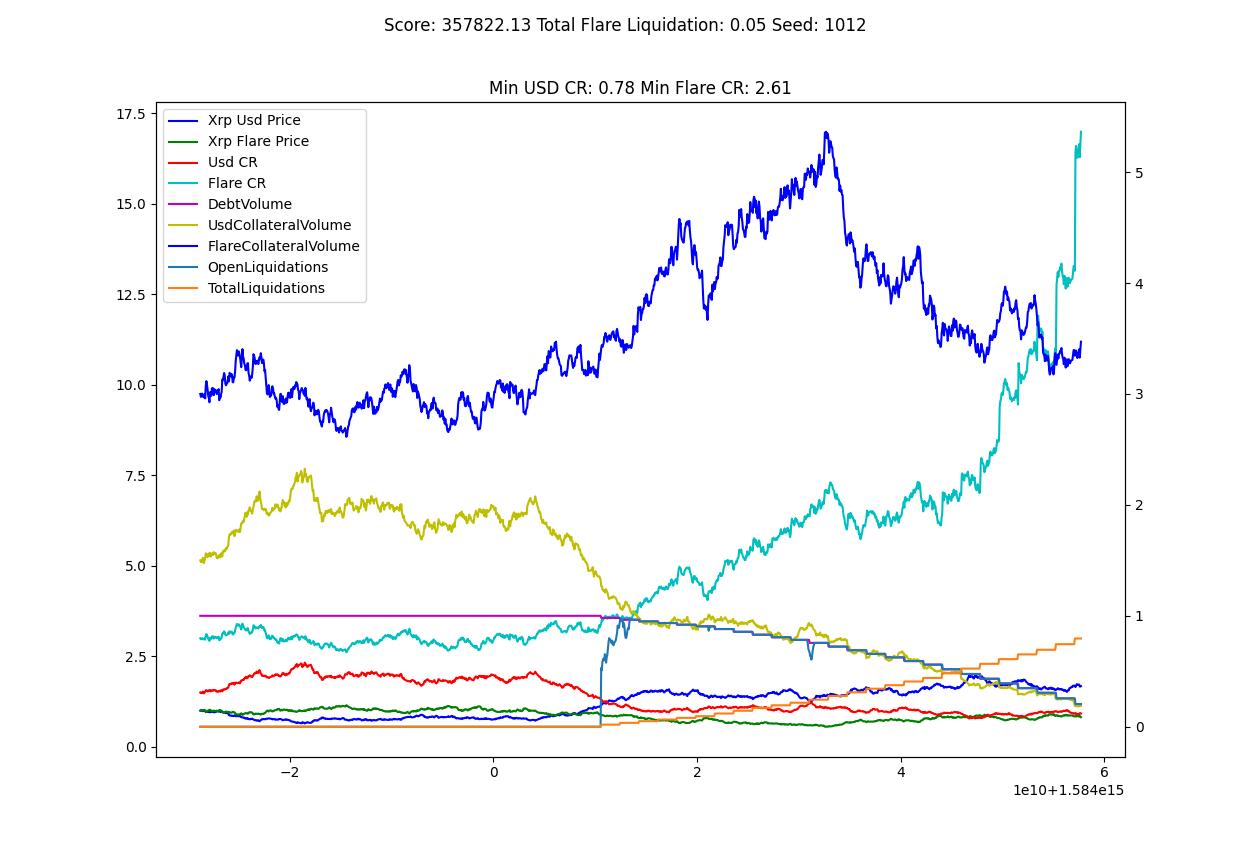 Score: 357822.13 Total Flare Liquidation: 0.05 Seed: 1012
Min USD CR: 0.78 Min Flare CR: 2.61
Xrp Usd Price
Xrp Flare Price
Usd CR
Flare CR
DebtVolume
UsdCollateralVolume
FlareCollateralVolume
OpenLiquidations
TotalLiquidations
17.5
15.0
12.5
10.0
7.5
5.0
2.5
0.0
5
4
3
2
1
0
−2
0
2
4
6
1e10+1.584e15